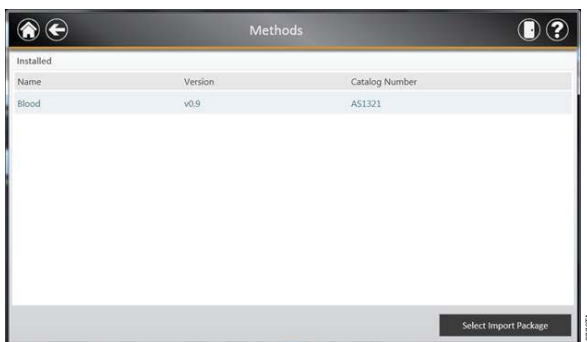 Methods
?
Installed
Name Version Catalog Number
Blood v0.9 AS1321
Select Import Package